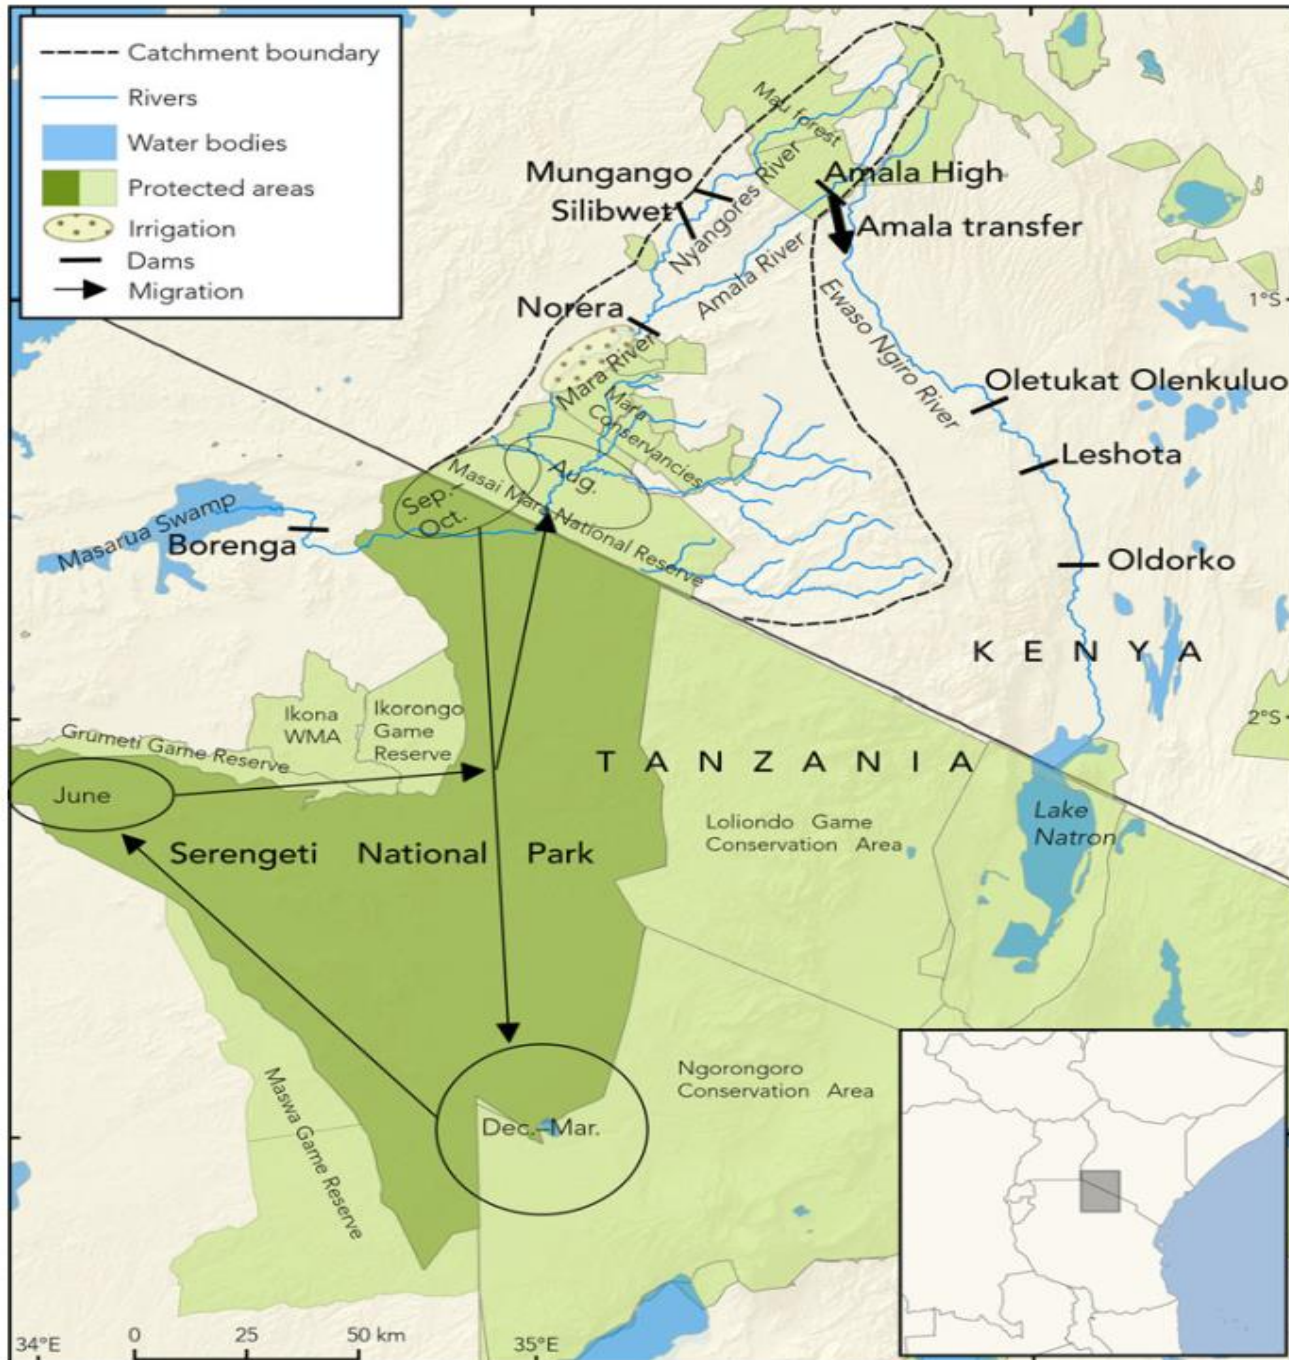 Catchment boundary
Rivers
Water bodies
Protected areas
Irrigation
Dams
Migration
Mau forest
Mungango
Silibwet
Nyangores River
Amala High
Amala transfer
Amala River
Norera
Ewaso Ngiro River
1°S
Mara River
Oletukat Olenkuluo
Mara
Conservancies
Leshota
Aug.
Sep.–
Oct.
Masai Mara National Reserve
Masarua Swamp
Borenga
Oldorko
KENYA
Ikona
WMA
Ikorongo
Game
Reserve
2°S
Grumeti Game Reserve
TANZANIA
June
Lake
Natron
Loliondo Game
Conservation Area
Serengeti National Park
Ngorongoro
Conservation Area
Dec.–Mar.
Maswa Game Reserve
34°E
0
25
50 km
35°E